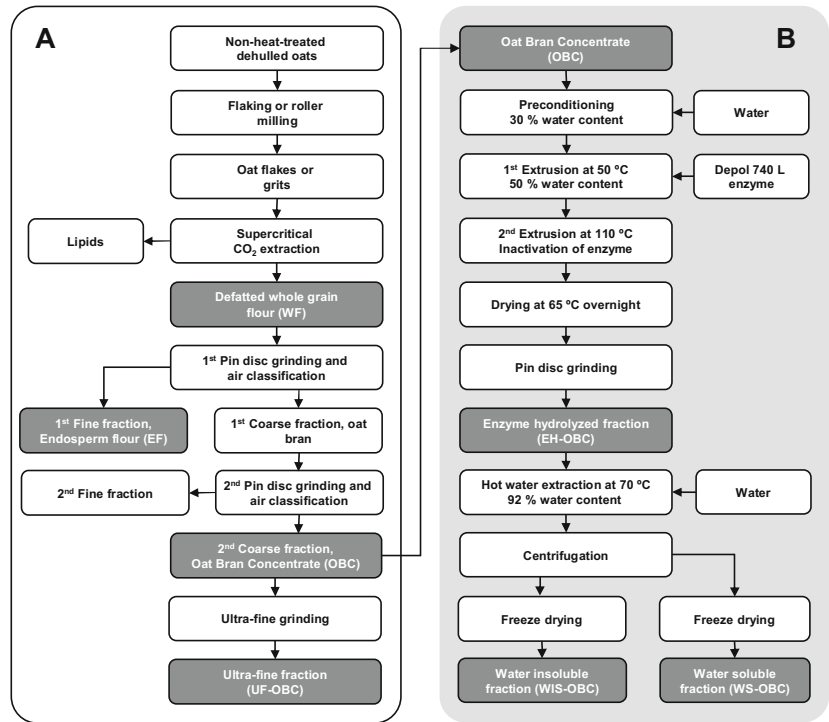 A
Non-heat-treated
dehulled oats
Flaking or roller
milling
Oat flakes or
grits
Lipids
Supercritical
CO₂ extraction
Defatted whole grain
flour (WF)
1st Pin disc grinding and
air classification
1st Fine fraction,
Endosperm flour (EF)
1st Coarse fraction, oat
bran
2nd Fine fraction
2nd Pin disc grinding and
air classification
2nd Coarse fraction,
Oat Bran Concentrate (OBC)
Ultra-fine grinding
Ultra-fine fraction
(UF-OBC)
B
Oat Bran Concentrate
(OBC)
Preconditioning
30 % water content
Water
1st Extrusion at 50 ºC
50 % water content
Depol 740 L
enzyme
2nd Extrusion at 110 ºC
Inactivation of enzyme
Drying at 65 ºC overnight
Pin disc grinding
Enzyme hydrolyzed fraction
(EH-OBC)
Hot water extraction at 70 ºC
92 % water content
Water
Centrifugation
Freeze drying
Freeze drying
Water insoluble
fraction (WIS-OBC)
Water soluble
fraction (WS-OBC)